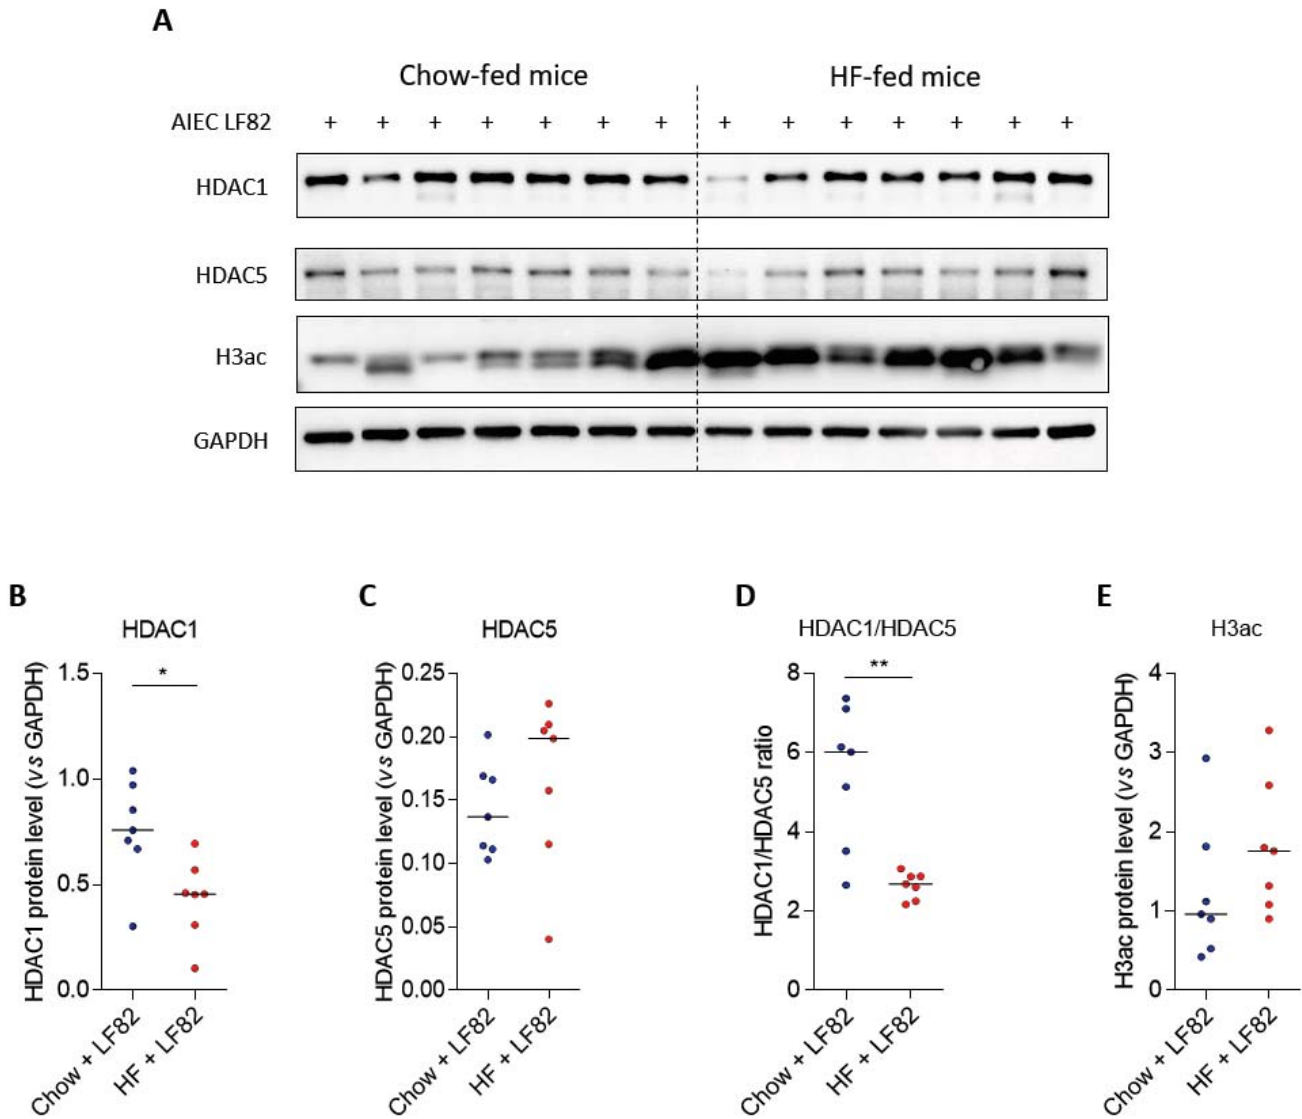 A
Chow-fed mice HF-fed mice
AIEC LF82 + + + + + + + + + + + + + +
HDAC1
HDAC5
H3ac
GAPDH
B
HDAC1
*
HDAC1 protein level (vs GAPDH)
1.5
1.0
0.5
0.0
Chow + LF82
HF + LF82
C
HDAC5
HDAC5 protein level (vs GAPDH)
0.25
0.20
0.15
0.10
0.05
0.00
Chow + LF82
HF + LF82
D
HDAC1/HDAC5
**
HDAC1/HDAC5 ratio
8
6
4
2
0
Chow + LF82
HF + LF82
E
H3ac
H3ac protein level (vs GAPDH)
4
3
2
1
0
Chow + LF82
HF + LF82